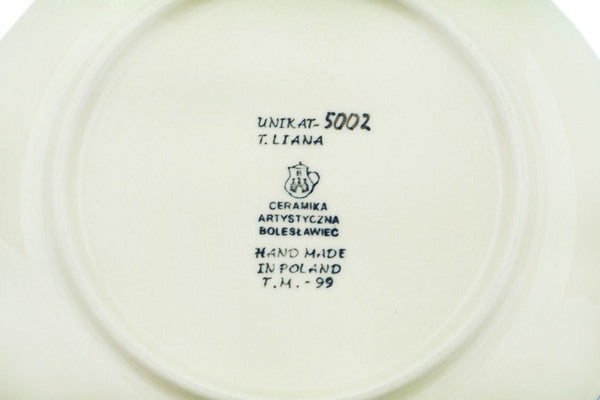 UNIKAT-5002
T. LIANA
B
CERAMIKA
ARTYSTYCZNA
BOLESŁAWIEC
HAND MADE
IN POLAND
T.M.-99